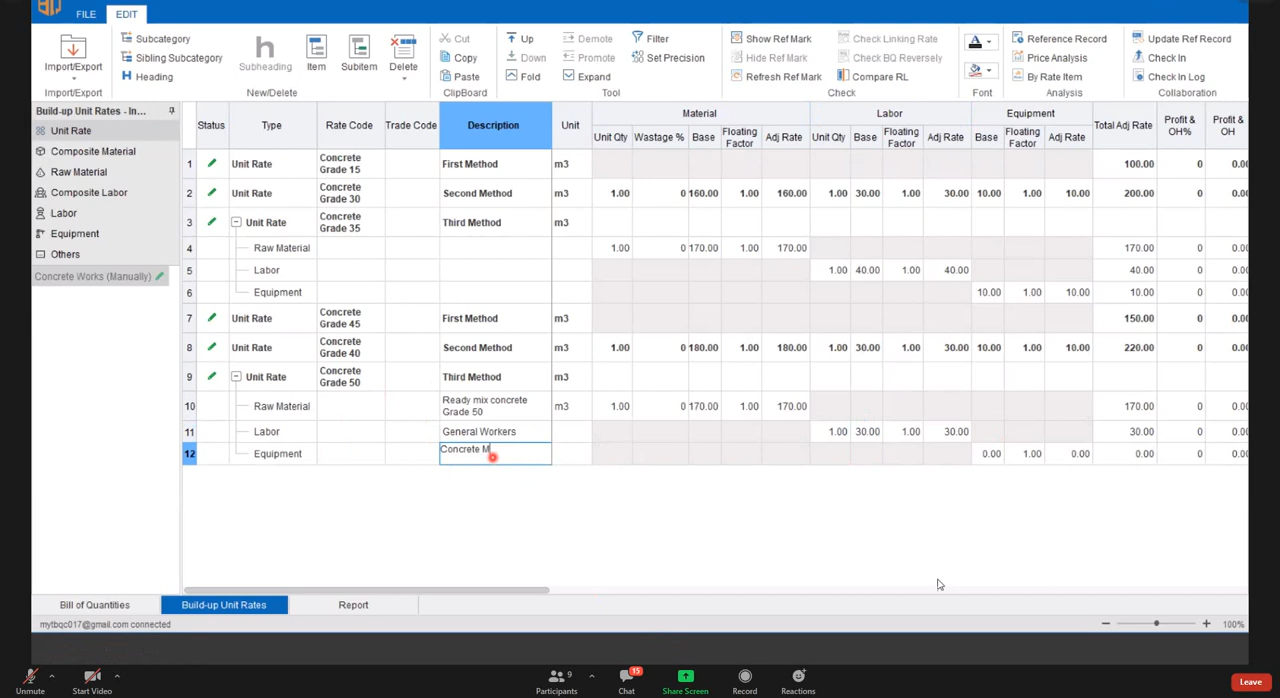 FILE EDIT
Subcategory Cut Up Demote Filter Show Ref Mark Check Linking Rate Reference Record Update Ref Record
Sibling Subcategory Copy Down Promote Set Precision Hide Ref Mark Check BQ Reversely Price Analysis Check In
Import/Export Heading Subheading Item Subitem Delete Paste Fold Expand Refresh Ref Mark Compare RL By Rate Item Check In Log
Import/Export New/Delete ClipBoard Tool Check Font Analysis Collaboration
Build-up Unit Rates - In...
Unit Rate
Composite Material
Raw Material
Composite Labor
Labor
Equipment
Others
Concrete Works (Manually)
Status Type Rate Code Trade Code Description Unit Material Labor Equipment Total Adj Rate Profit & OH% Profit & OH
Unit Qty Wastage % Base Floating Factor Adj Rate Unit Qty Base Floating Factor Adj Rate Base Floating Factor Adj Rate
1 Unit Rate Concrete Grade 15 First Method m3 100.00 0 0.00
2 Unit Rate Concrete Grade 30 Second Method m3 1.00 0 160.00 1.00 160.00 1.00 30.00 1.00 30.00 10.00 1.00 10.00 200.00 0 0.00
3 Unit Rate Concrete Grade 35 Third Method m3
4 Raw Material 1.00 0 170.00 1.00 170.00 170.00 0 0.00
5 Labor 1.00 40.00 1.00 40.00 40.00 0 0.00
6 Equipment 10.00 1.00 10.00 10.00 0 0.00
7 Unit Rate Concrete Grade 45 First Method m3 150.00 0 0.00
8 Unit Rate Concrete Grade 40 Second Method m3 1.00 0 180.00 1.00 180.00 1.00 30.00 1.00 30.00 10.00 1.00 10.00 220.00 0 0.00
9 Unit Rate Concrete Grade 50 Third Method m3
10 Raw Material Ready mix concrete Grade 50 m3 1.00 0 170.00 1.00 170.00 170.00 0 0.00
11 Labor General Workers 1.00 30.00 1.00 30.00 30.00 0 0.00
12 Equipment Concrete M 0.00 1.00 0.00 0.00 0 0.00
Bill of Quantities Build-up Unit Rates Report
mytbqc017@gmail.com connected 100%
Unmute Start Video Participants 9 Chat 15 Share Screen Record Reactions Leave